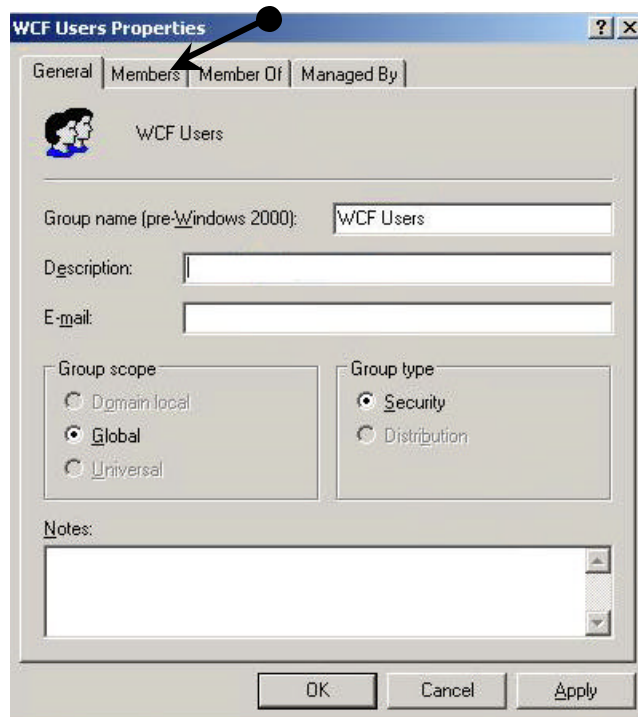 WCF Users Properties ? X
General Members Member Of Managed By
WCF Users
Group name (pre-Windows 2000): WCF Users
Description:
E-mail:
Group scope Group type
Domain local Security
Global Distribution
Universal
Notes:
OK Cancel Apply